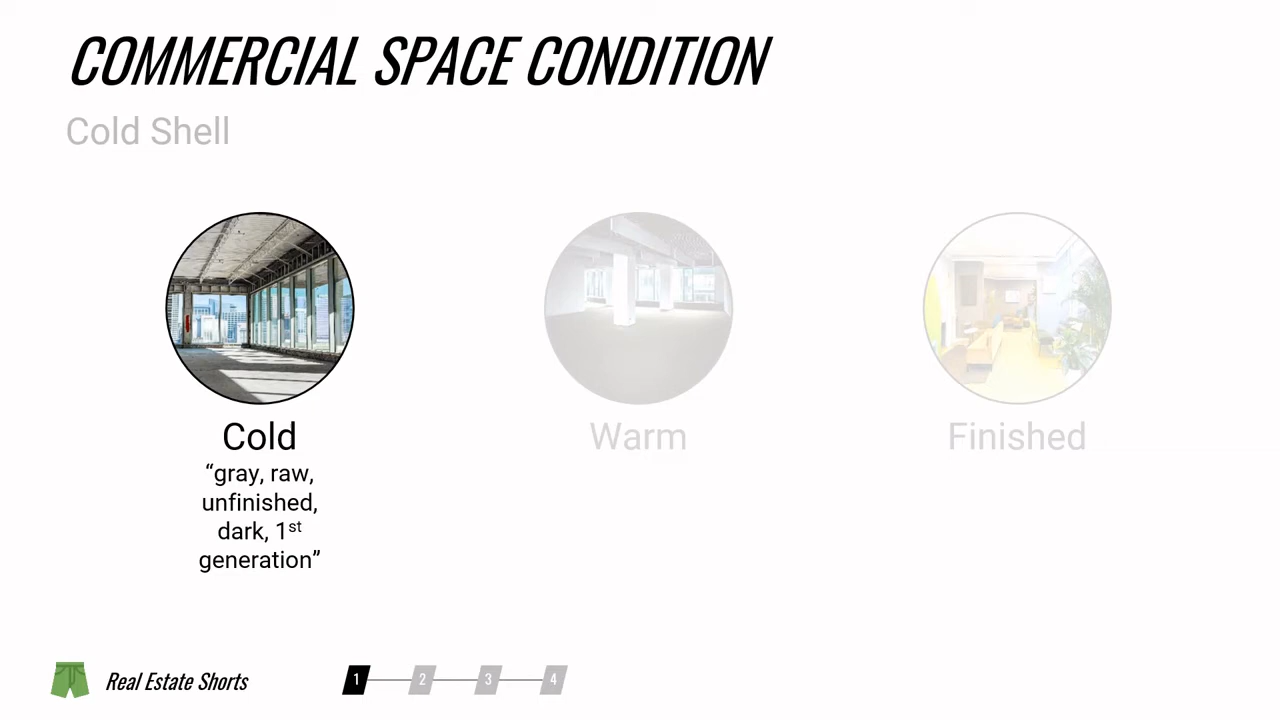 COMMERCIAL SPACE CONDITION
Cold Shell
Cold
“gray, raw,
unfinished,
dark, 1st
generation”
Warm
Finished
Real Estate Shorts
1 2 3 4